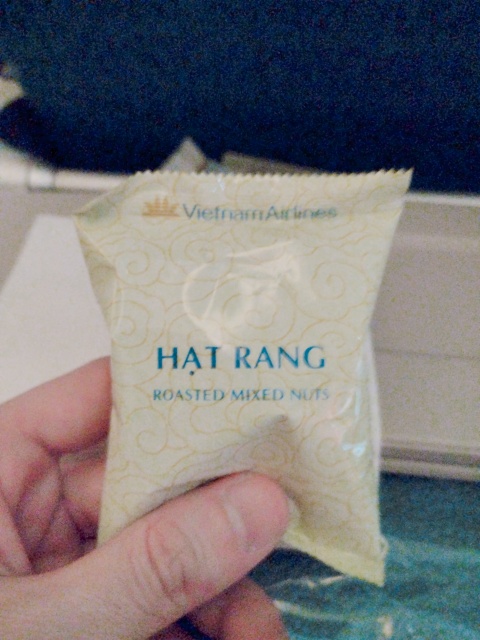 Vietnam Airlines
HẠT RANG
ROASTED MIXED NUTS